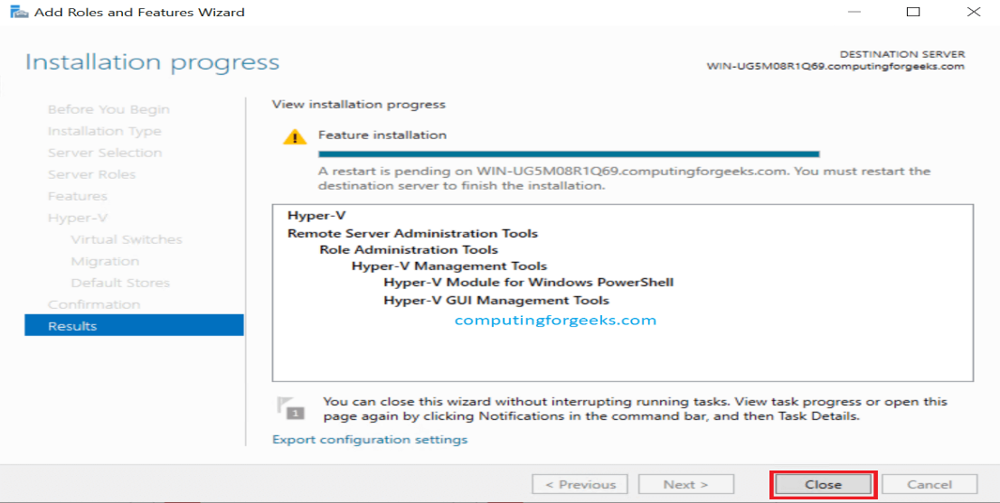 Add Roles and Features Wizard
Installation progress
DESTINATION SERVER
WIN-UG5M08R1Q69.computingforgeeks.com
Before You Begin
Installation Type
Server Selection
Server Roles
Features
Hyper-V
Virtual Switches
Migration
Default Stores
Confirmation
Results
View installation progress
Feature installation
A restart is pending on WIN-UG5M08R1Q69.computingforgeeks.com. You must restart the
destination server to finish the installation.
Hyper-V
Remote Server Administration Tools
Role Administration Tools
Hyper-V Management Tools
Hyper-V Module for Windows PowerShell
Hyper-V GUI Management Tools
computingforgeeks.com
1
You can close this wizard without interrupting running tasks. View task progress or open this
page again by clicking Notifications in the command bar, and then Task Details.
Export configuration settings
< Previous
Next >
Close
Cancel